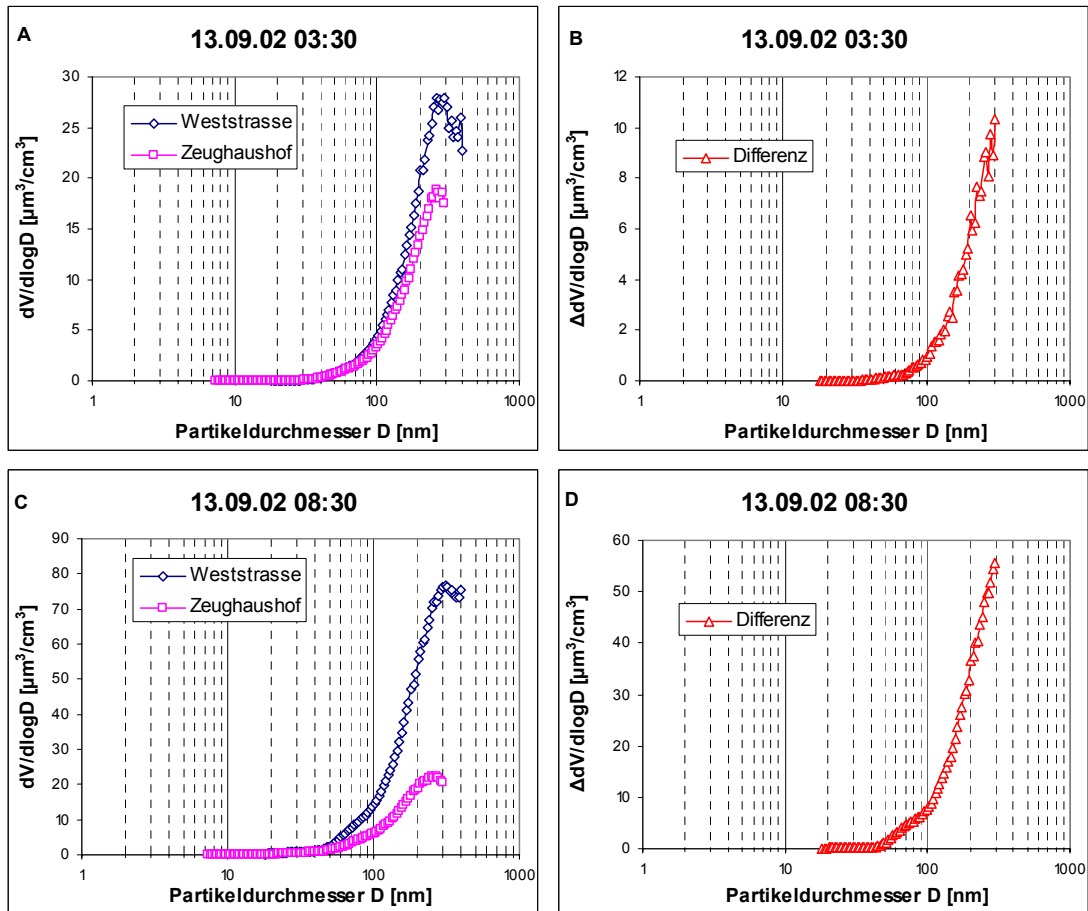 A
13.09.02 03:30
dV/dlogD [µm³/cm³]
30
25
20
15
10
5
0
Weststrasse
Zeughaushof
1 10 100 1000
Partikeldurchmesser D [nm]
B
13.09.02 03:30
ΔdV/dlogD [µm³/cm³]
12
10
8
6
4
2
0
Differenz
1 10 100 1000
Partikeldurchmesser D [nm]
C
13.09.02 08:30
dV/dlogD [µm³/cm³]
90
80
70
60
50
40
30
20
10
0
Weststrasse
Zeughaushof
1 10 100 1000
Partikeldurchmesser D [nm]
D
13.09.02 08:30
ΔdV/dlogD [µm³/cm³]
60
50
40
30
20
10
0
Differenz
1 10 100 1000
Partikeldurchmesser D [nm]